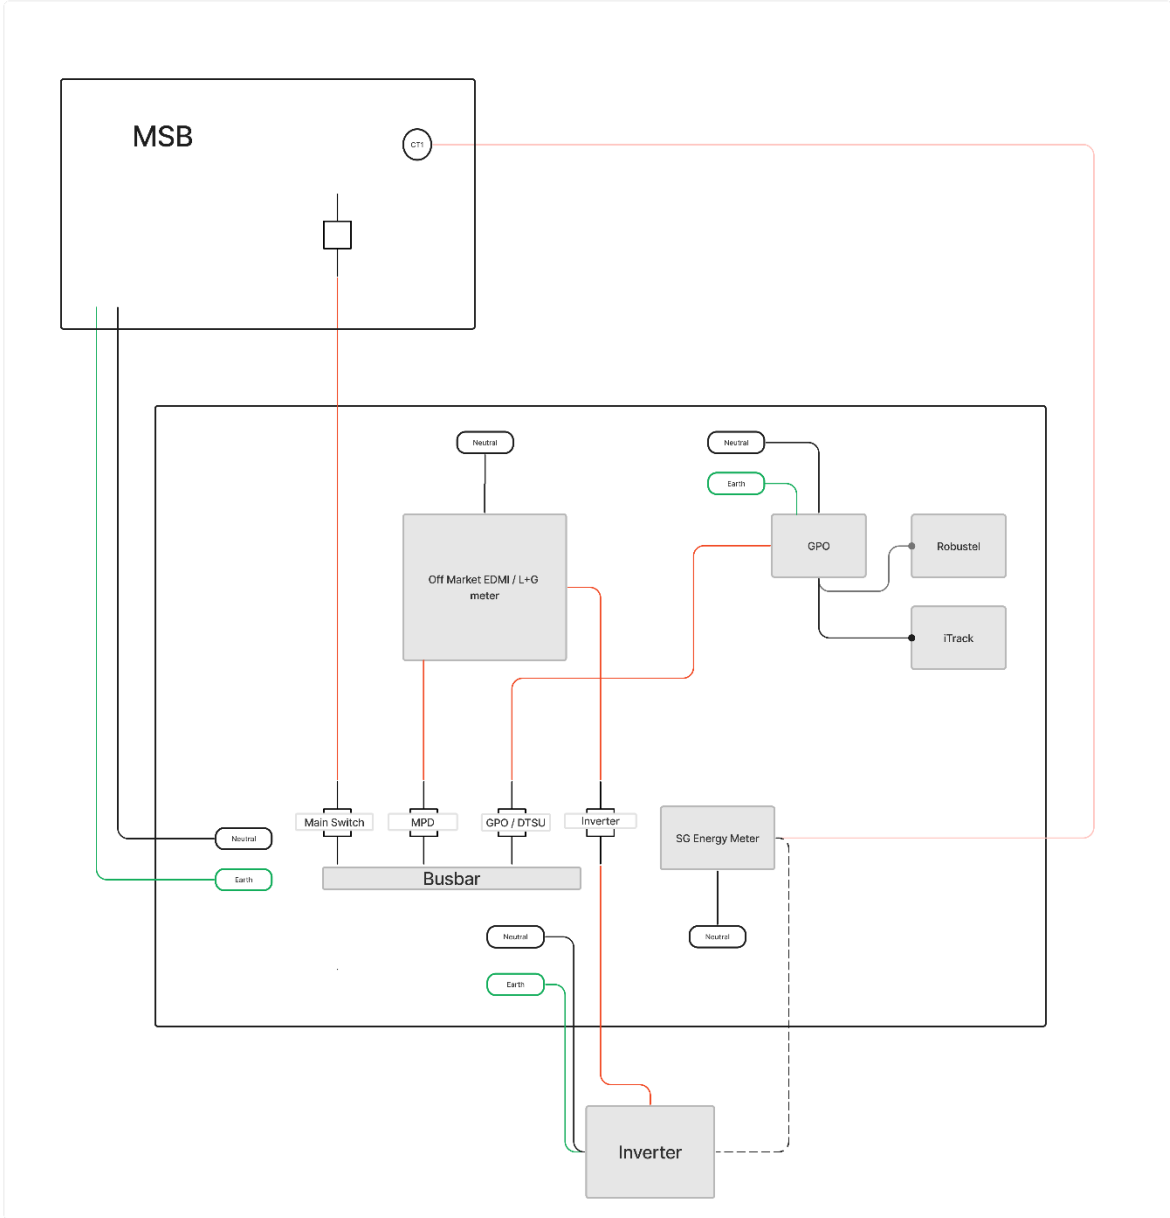 MSB
CT1
Neutral
Neutral
Earth
Off Market EDMI / L+G
meter
GPO
Robustel
iTrack
Main Switch
MPD
GPO / DTSU
Inverter
SG Energy Meter
Neutral
Earth
Busbar
Neutral
Neutral
Earth
Inverter